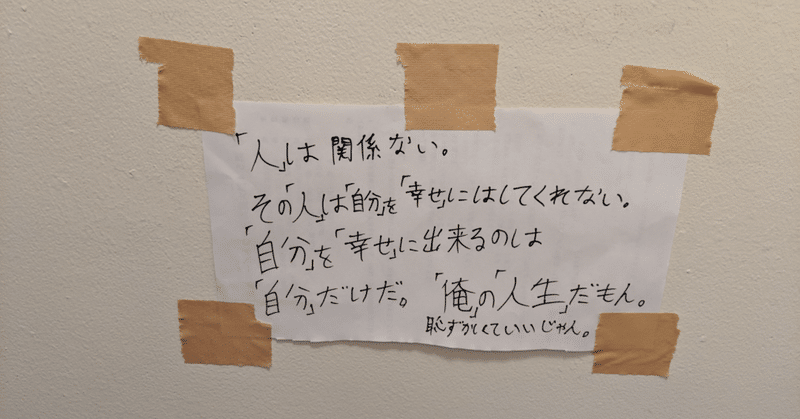 「人」は関係ない。
その「人」は「自分」を「幸せ」にはしてくれない。
「自分」を「幸せ」に出来るのは
「自分」だけだ。「俺」の「人生」だもん。
恥ずかくていいじゃん。